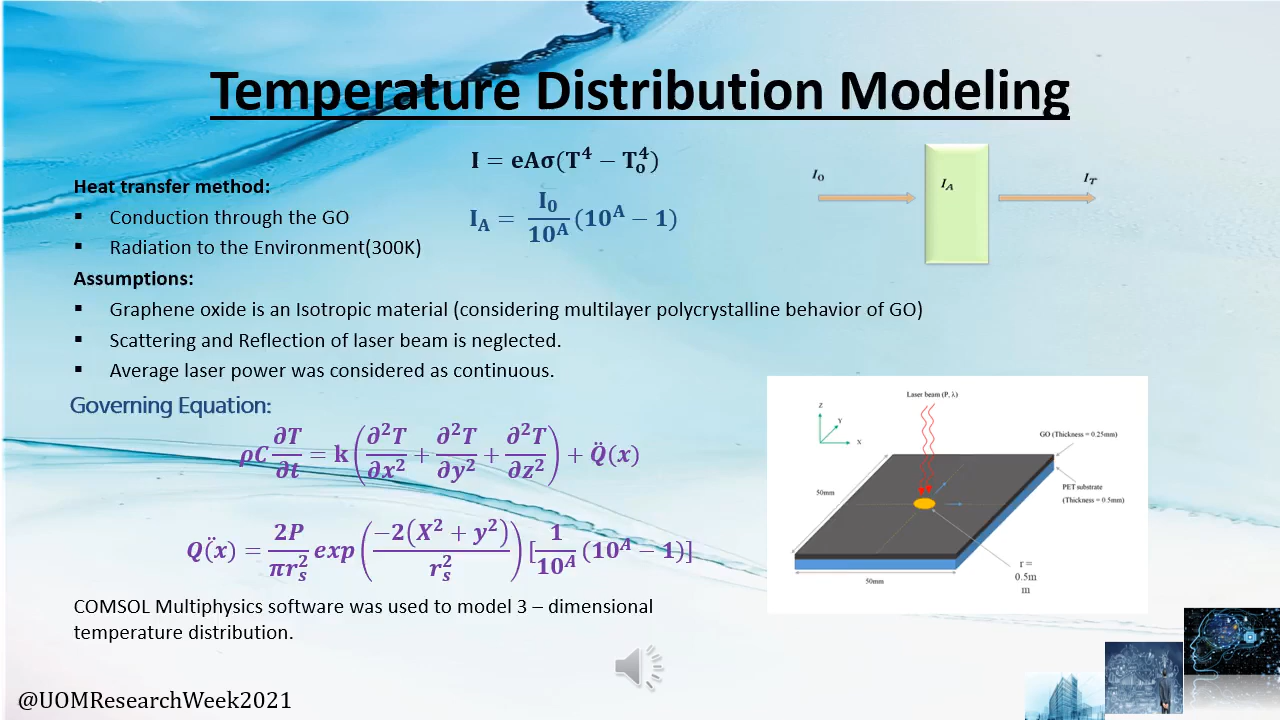 Temperature Distribution Modeling
I = eAσ(T⁴ − Tₒ⁴)
Heat transfer method:
▪ Conduction through the GO
▪ Radiation to the Environment(300K)
I_A = I₀/10^A (10^A − 1)
I₀
I_A
I_T
Assumptions:
▪ Graphene oxide is an Isotropic material (considering multilayer polycrystalline behavior of GO)
▪ Scattering and Reflection of laser beam is neglected.
▪ Average laser power was considered as continuous.
Governing Equation:
ρC ∂T/∂t = k(∂²T/∂x² + ∂²T/∂y² + ∂²T/∂z²) + Q̈(x)
Q(ẍ) = 2P/πr_s² exp(−2(X² + y²)/r_s²) [1/10^A (10^A − 1)]
COMSOL Multiphysics software was used to model 3 – dimensional
temperature distribution.
Laser beam (P, λ)
Z
Y
X
GO (Thickness = 0.25mm)
PET substrate
(Thickness = 0.5mm)
50mm
50mm
r =
0.5m
m
@UOMResearchWeek2021